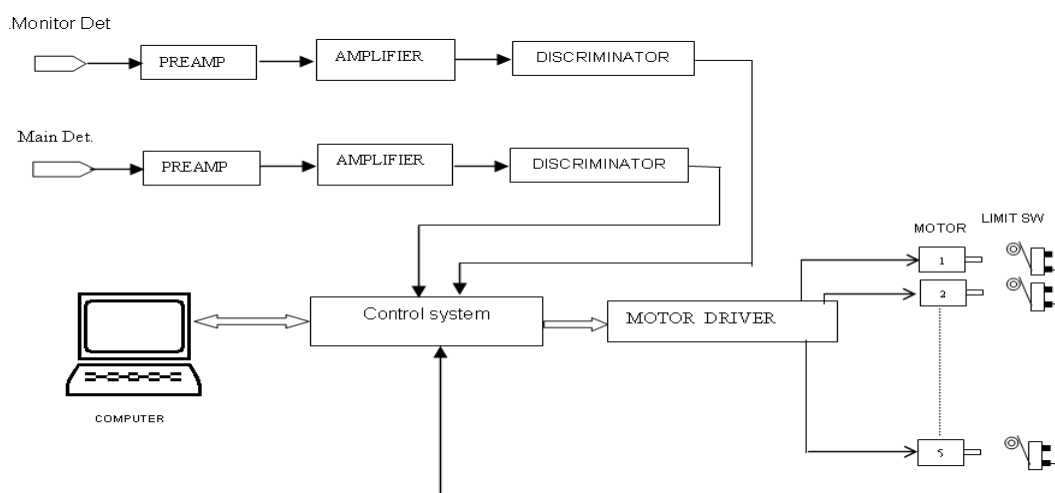 .Monitor Det
PREAMP
AMPLIFIER
DISCRIMINATOR
Main Det.
PREAMP
AMPLIFIER
DISCRIMINATOR
LIMIT SW
MOTOR
1
2
Control system
MOTOR DRIVER
COMPUTER
5